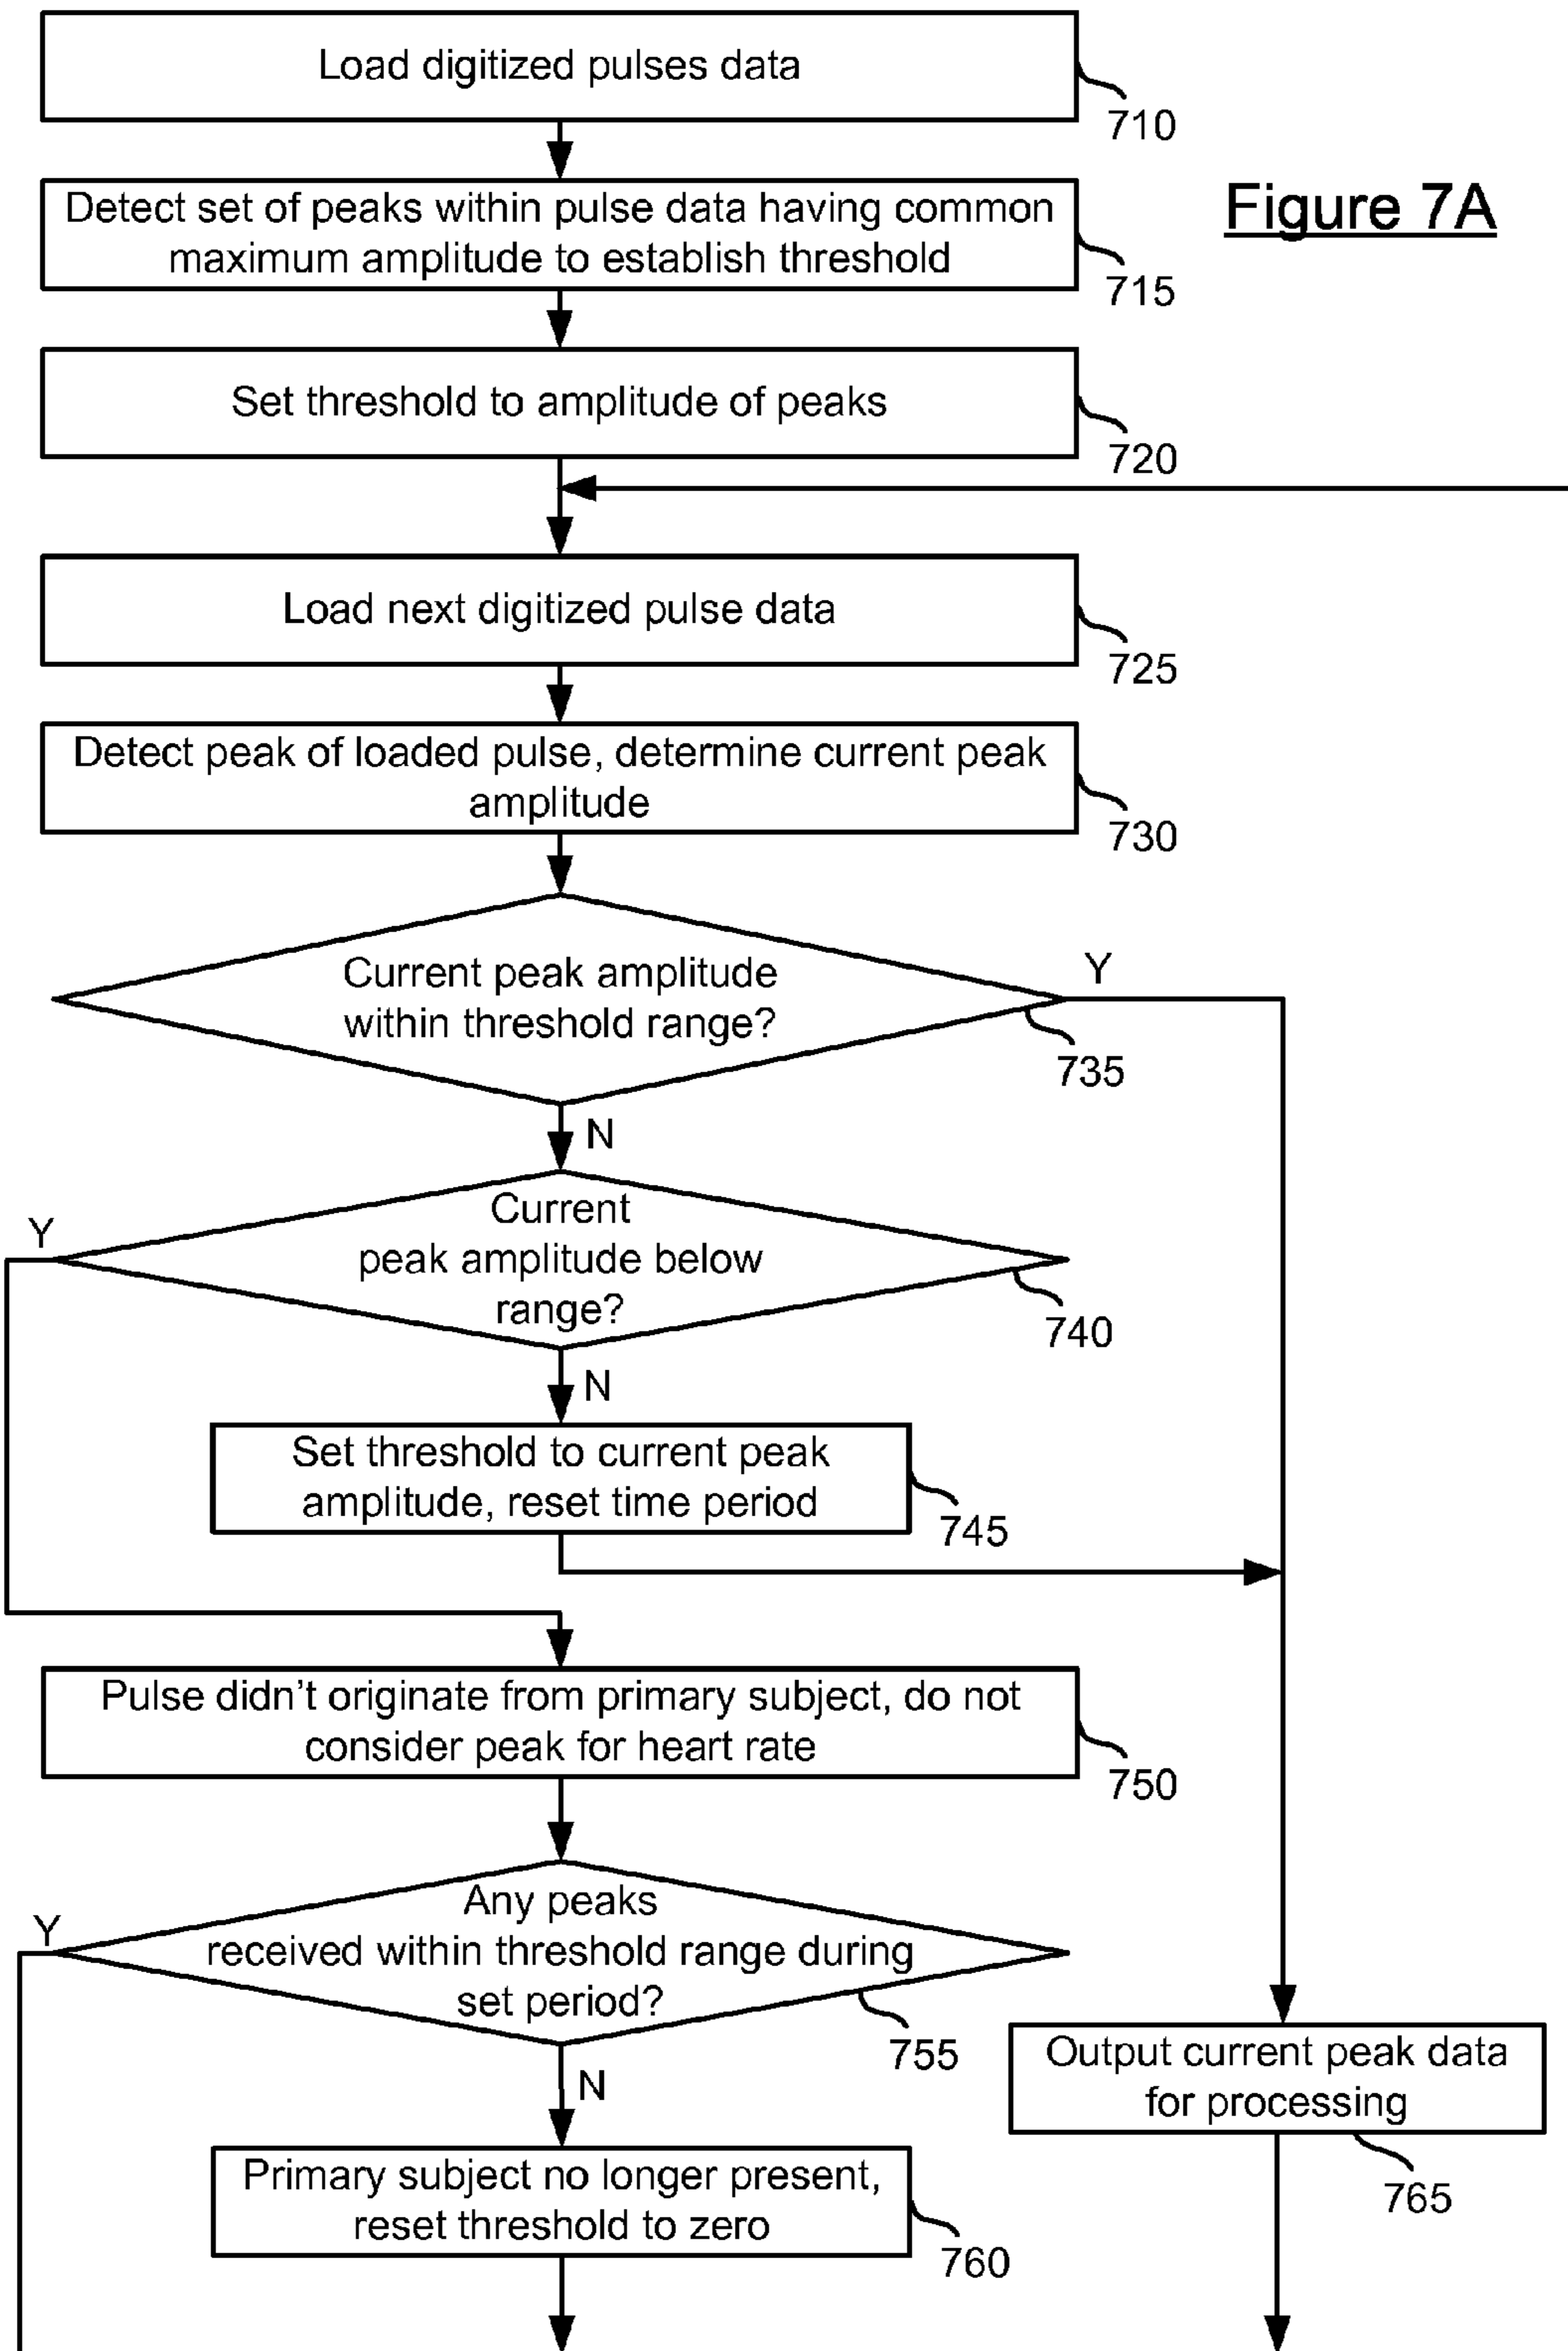 Load digitized pulses data
710
Figure 7A
Detect set of peaks within pulse data having common
maximum amplitude to establish threshold
715
Set threshold to amplitude of peaks
720
Load next digitized pulse data
725
Detect peak of loaded pulse, determine current peak
amplitude
730
Current peak amplitude
within threshold range?
Y
735
N
Current
peak amplitude below
range?
Y
740
N
Set threshold to current peak
amplitude, reset time period
745
Pulse didn't originate from primary subject, do not
consider peak for heart rate
750
Any peaks
received within threshold range during
set period?
Y
755
N
Output current peak data
for processing
765
Primary subject no longer present,
reset threshold to zero
760